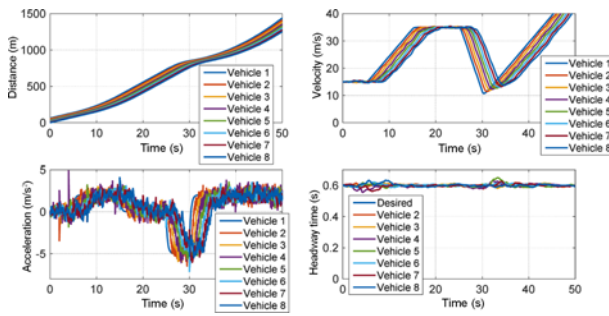 1500
1000
500
0
Distance (m)
0 10 20 40 50
Time (s)
Vehicle 1
Vehicle 2
Vehicle 3
Vehicle 4
Vehicle 5
Vehicle 6
Vehicle 7
Vehicle 8
40
30
20
10
0
Velocity (m/s)
0 10 20 30 40
Time (s)
Vehicle 1
Vehicle 2
Vehicle 3
Vehicle 4
Vehicle 5
Vehicle 6
Vehicle 7
Vehicle 8
5
0
-5
Acceleration (m/s²)
0 10 20 30
Time (s)
Vehicle 1
Vehicle 2
Vehicle 3
Vehicle 4
Vehicle 5
Vehicle 6
Vehicle 7
Vehicle 8
0.6
0.4
0.2
0
Headway time (s)
0 20 30 40 50
Time (s)
Desired
Vehicle 2
Vehicle 3
Vehicle 4
Vehicle 5
Vehicle 6
Vehicle 7
Vehicle 8